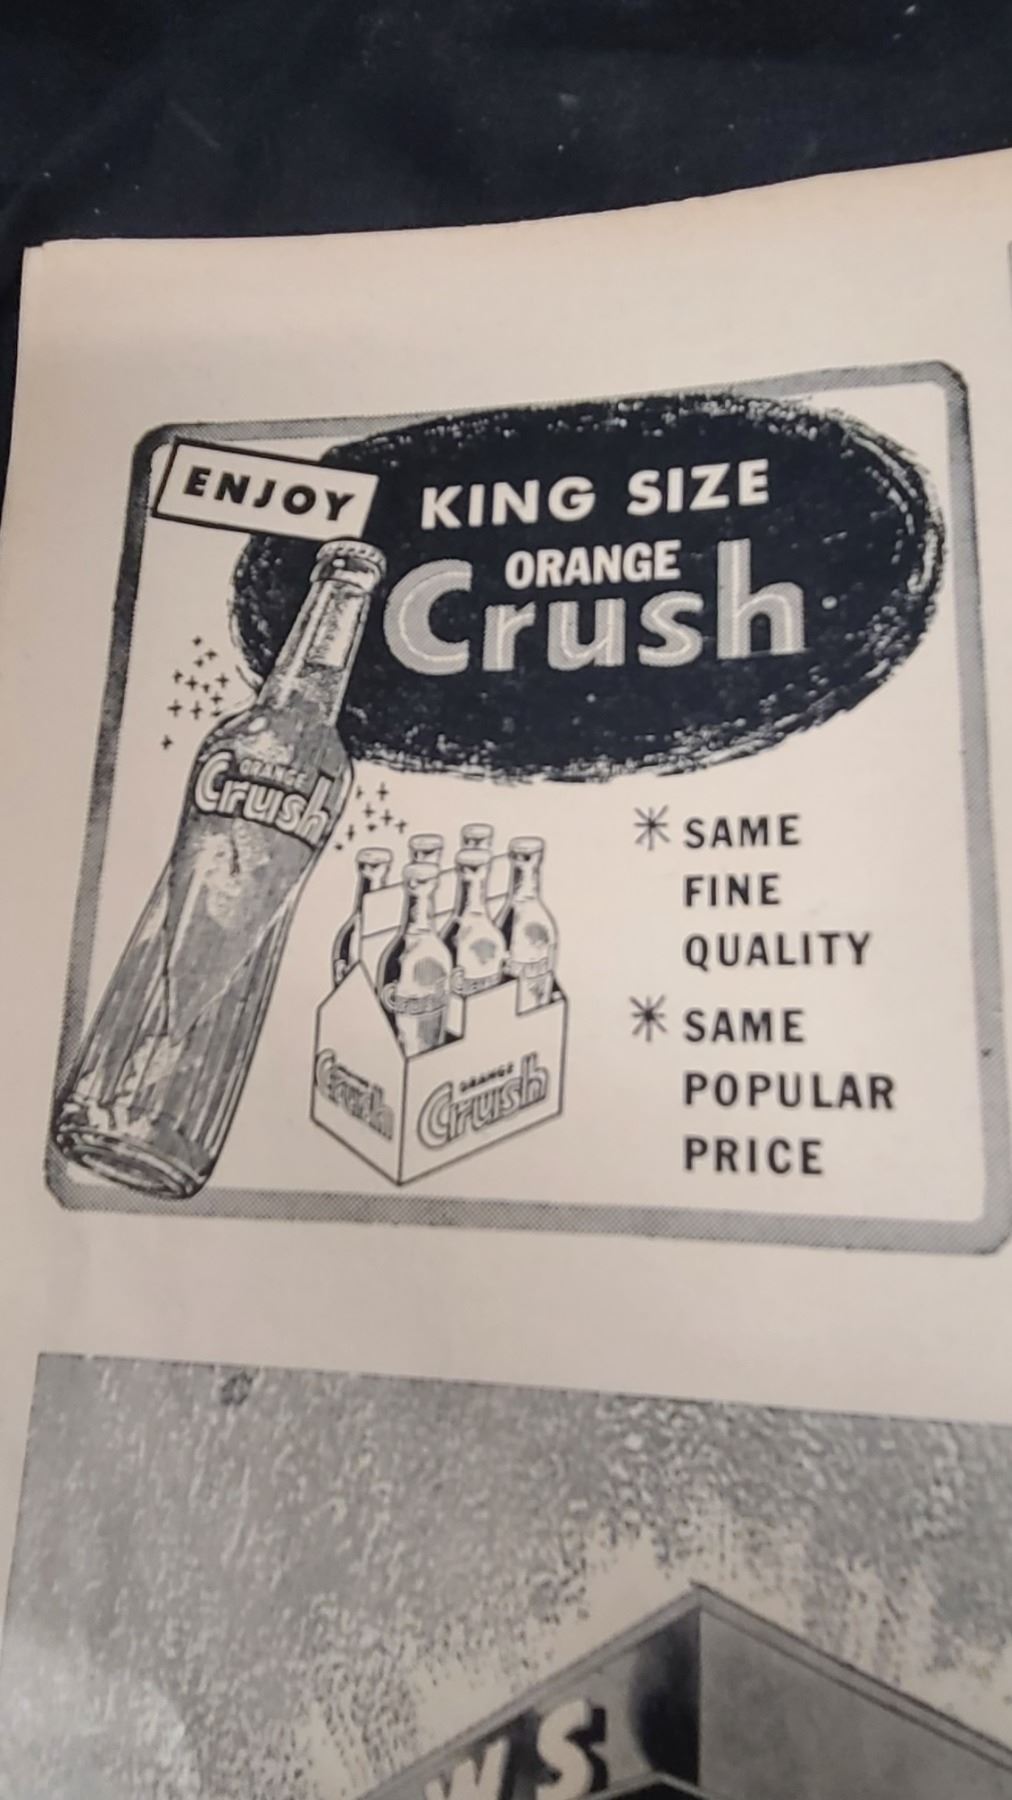 ENJOY
KING SIZE
ORANGE
Crush
ORANGE
Crush
* SAME
FINE
QUALITY
* SAME
POPULAR
PRICE
Crush
ORANGE
Crush
WS